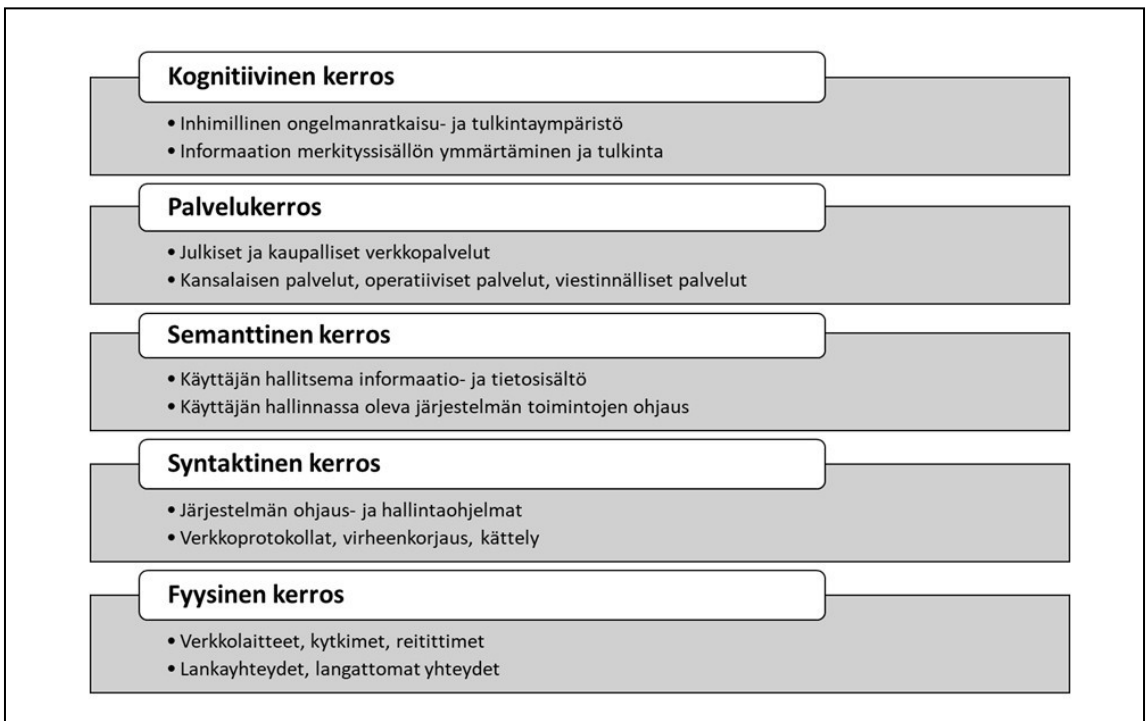 Kognitiivinen kerros
• Inhimillinen ongelmanratkaisu- ja tulkintaympäristö
• Informaation merkityssisällön ymmärtäminen ja tulkinta
Palvelukerros
• Julkiset ja kaupalliset verkkopalvelut
• Kansalaisen palvelut, operatiiviset palvelut, viestinnälliset palvelut
Semanttinen kerros
• Käyttäjän hallitsema informaatio- ja tietosisältö
• Käyttäjän hallinnassa oleva järjestelmän toimintojen ohjaus
Syntaktinen kerros
• Järjestelmän ohjaus- ja hallintaohjelmat
• Verkkoprotokollat, virheenkorjaus, kättely
Fyysinen kerros
• Verkkolaitteet, kytkimet, reitittimet
• Lankayhteydet, langattomat yhteydet